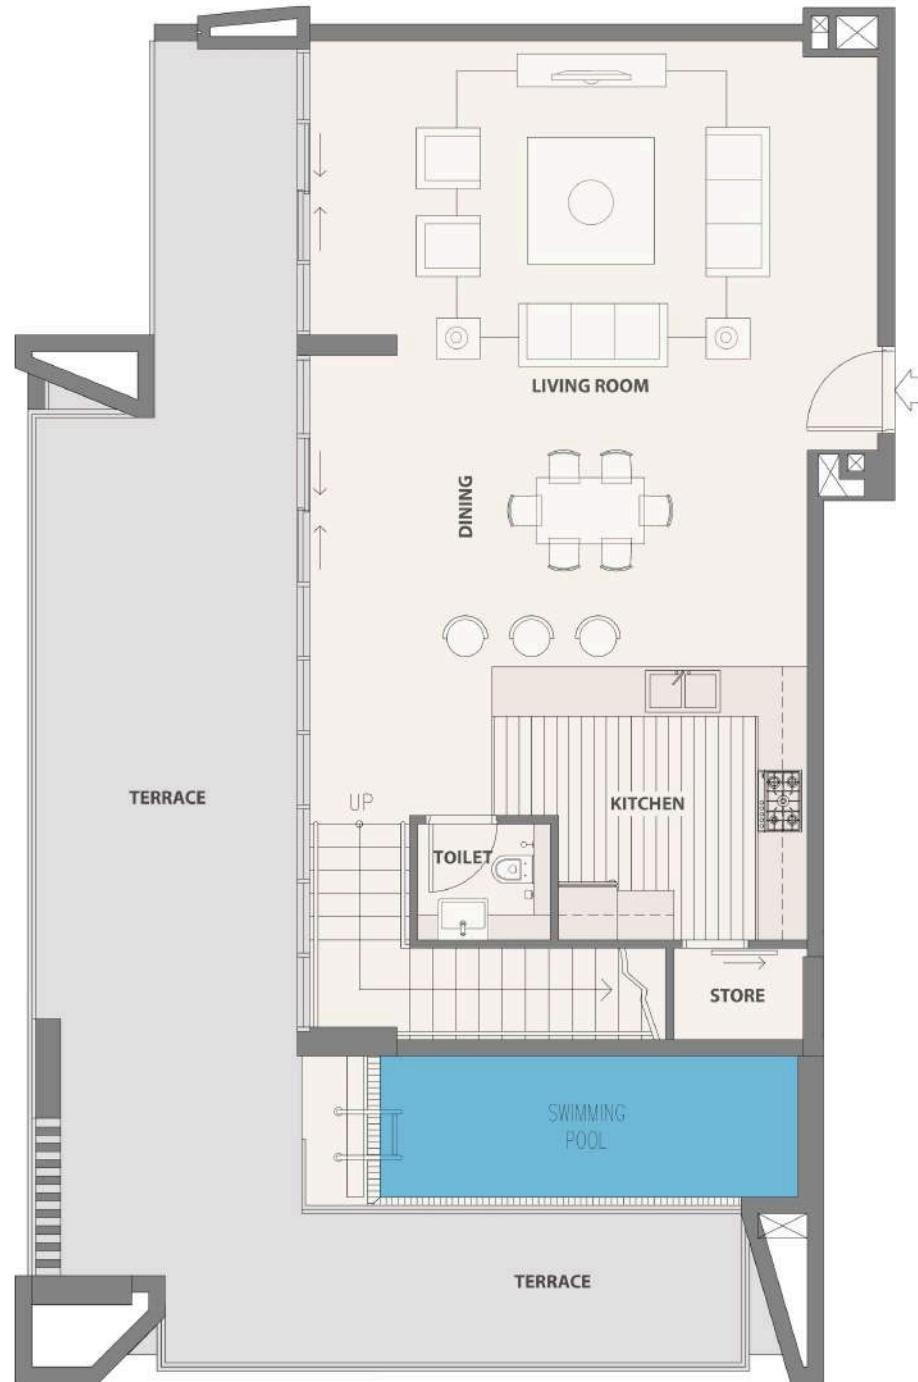 LIVING ROOM
DINING
TERRACE
UP
KITCHEN
TOILET
STORE
SWIMMING
POOL
TERRACE